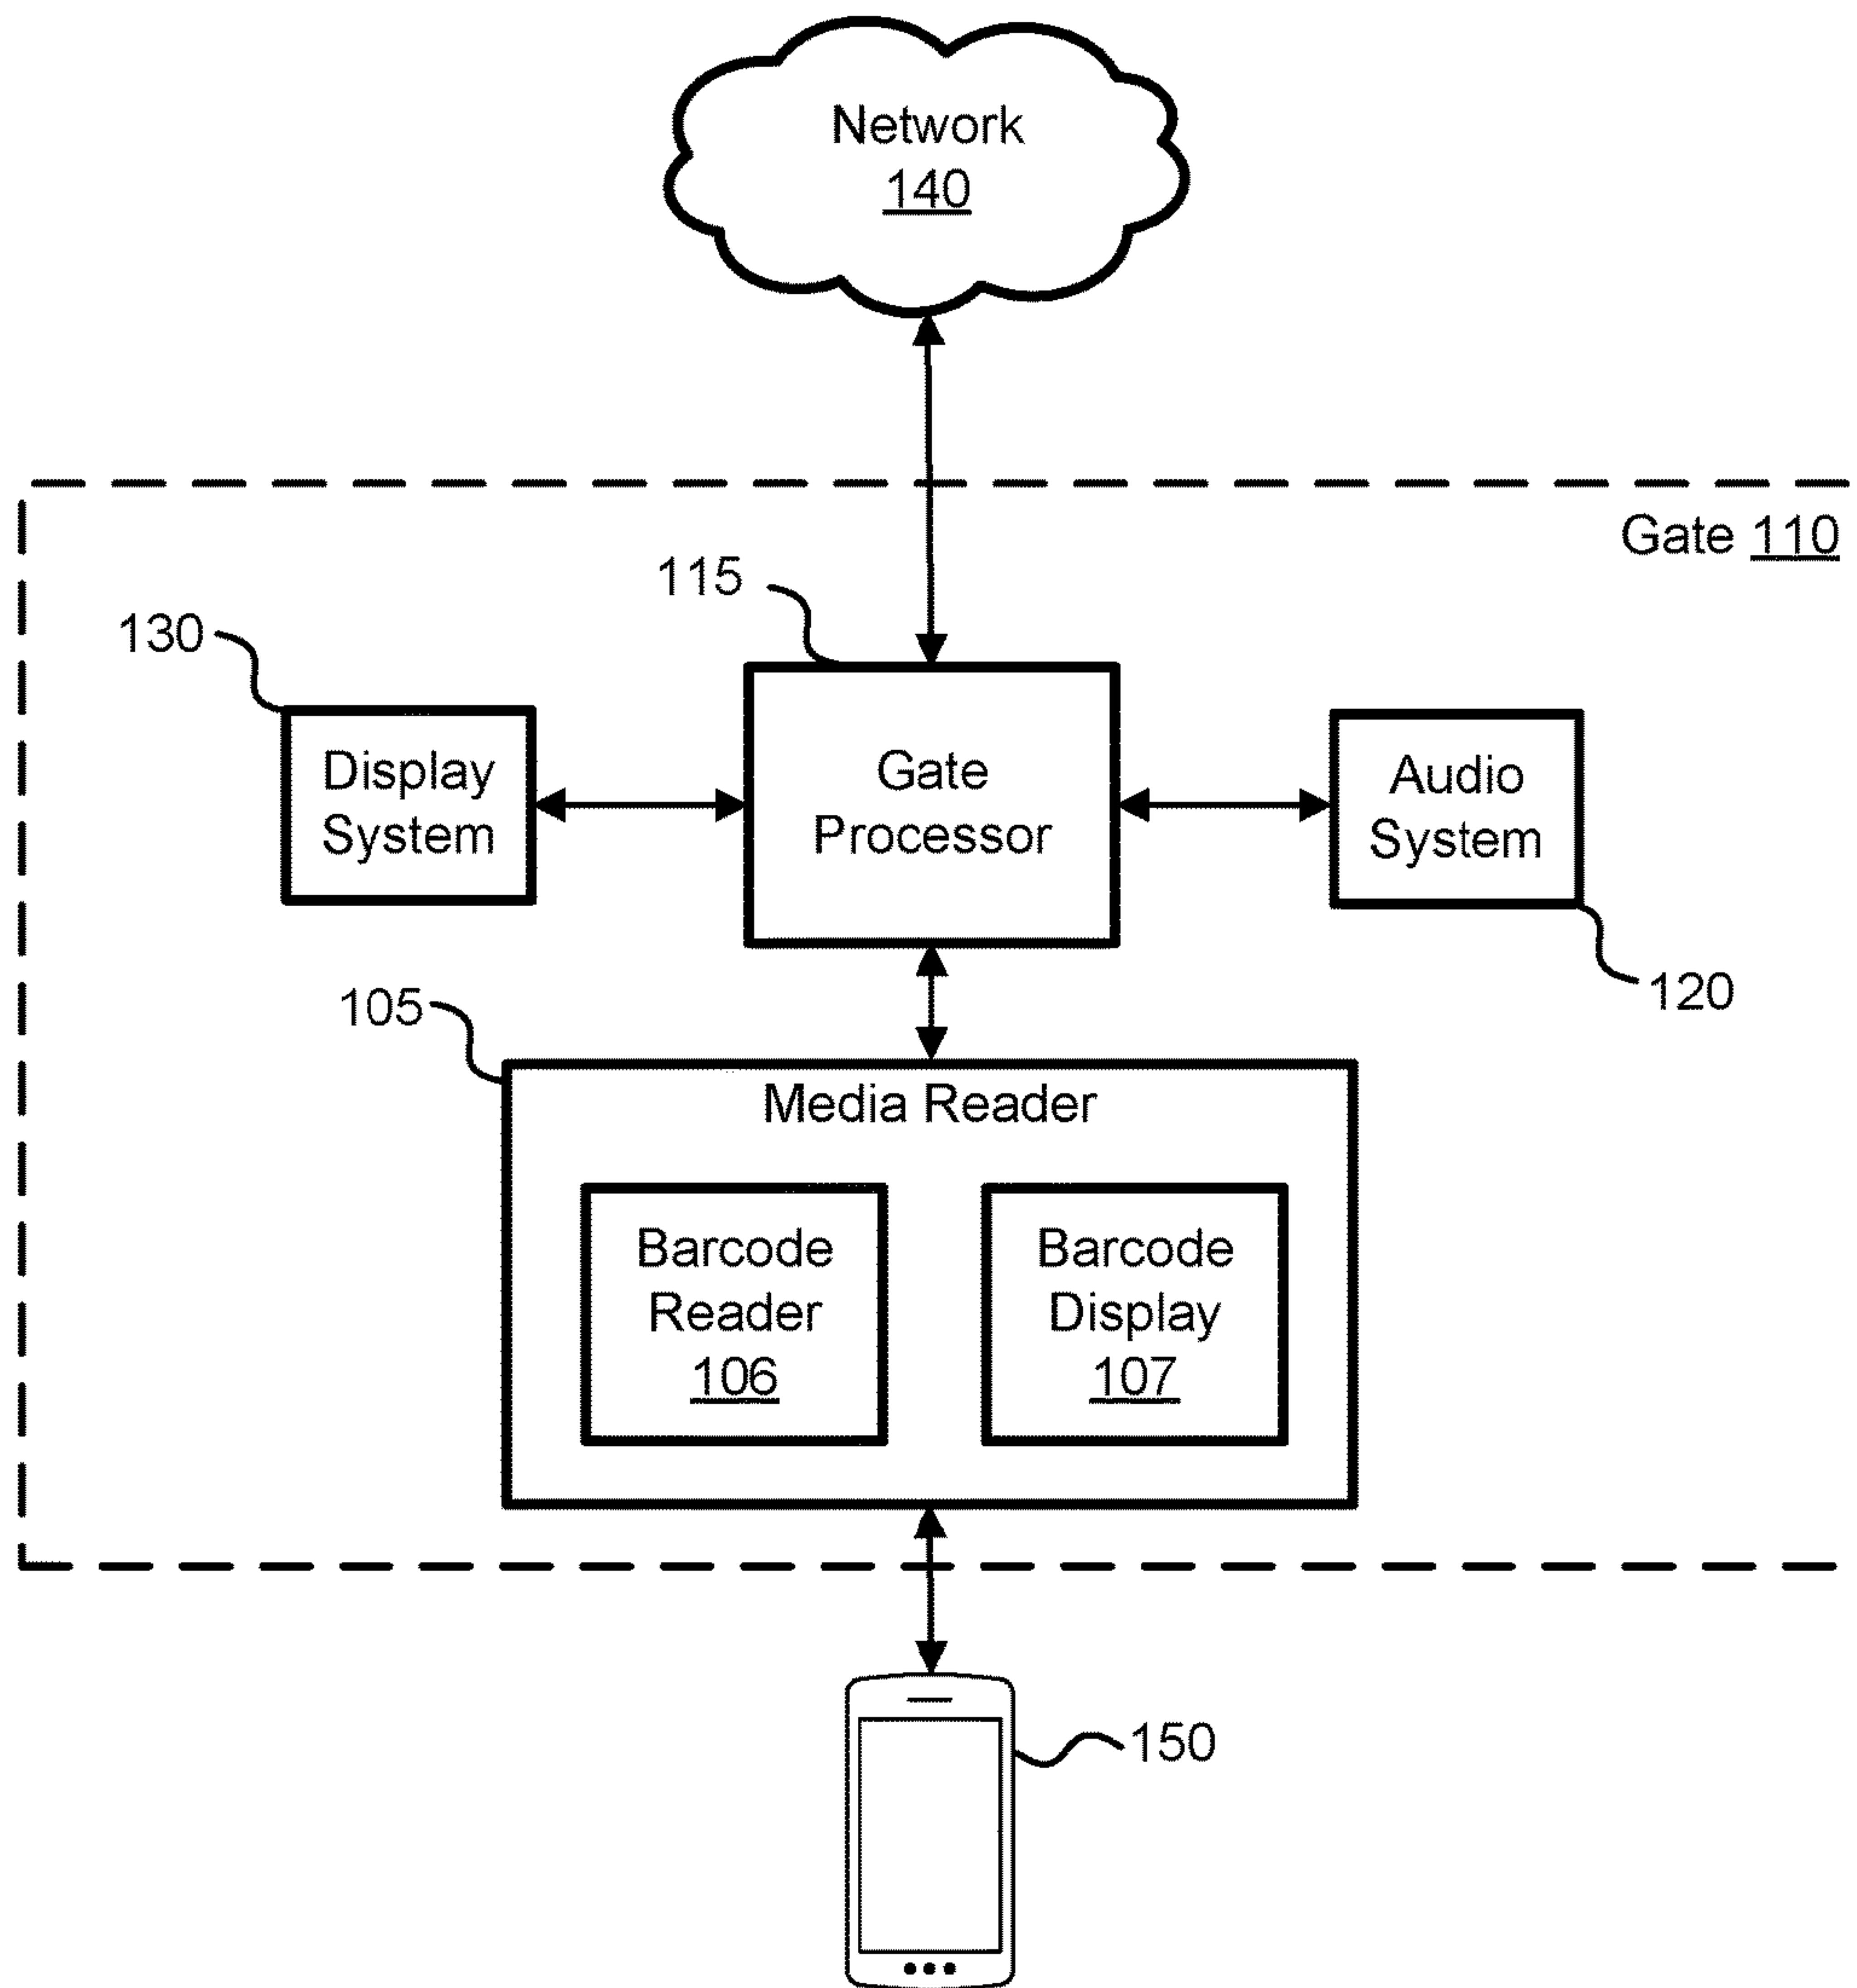 Network
140
Gate 110
115
130
Display
System
Gate
Processor
Audio
System
120
105
Media Reader
Barcode
Reader
106
Barcode
Display
107
150